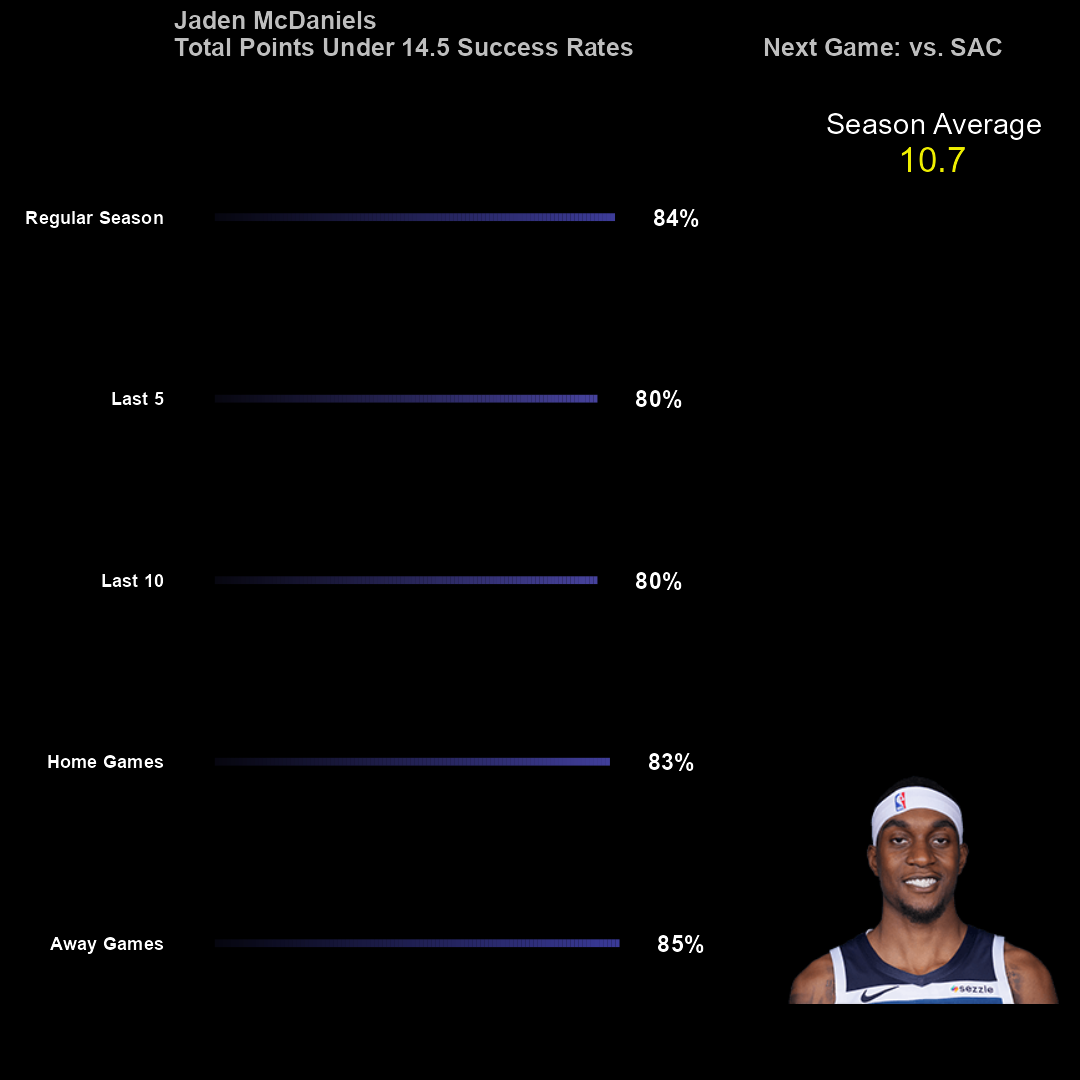 Jaden McDaniels
Total Points Under 14.5 Success Rates
Next Game: vs. SAC
Season Average
10.7
Regular Season 84%
Last 5 80%
Last 10 80%
Home Games 83%
Away Games 85%
sezzle